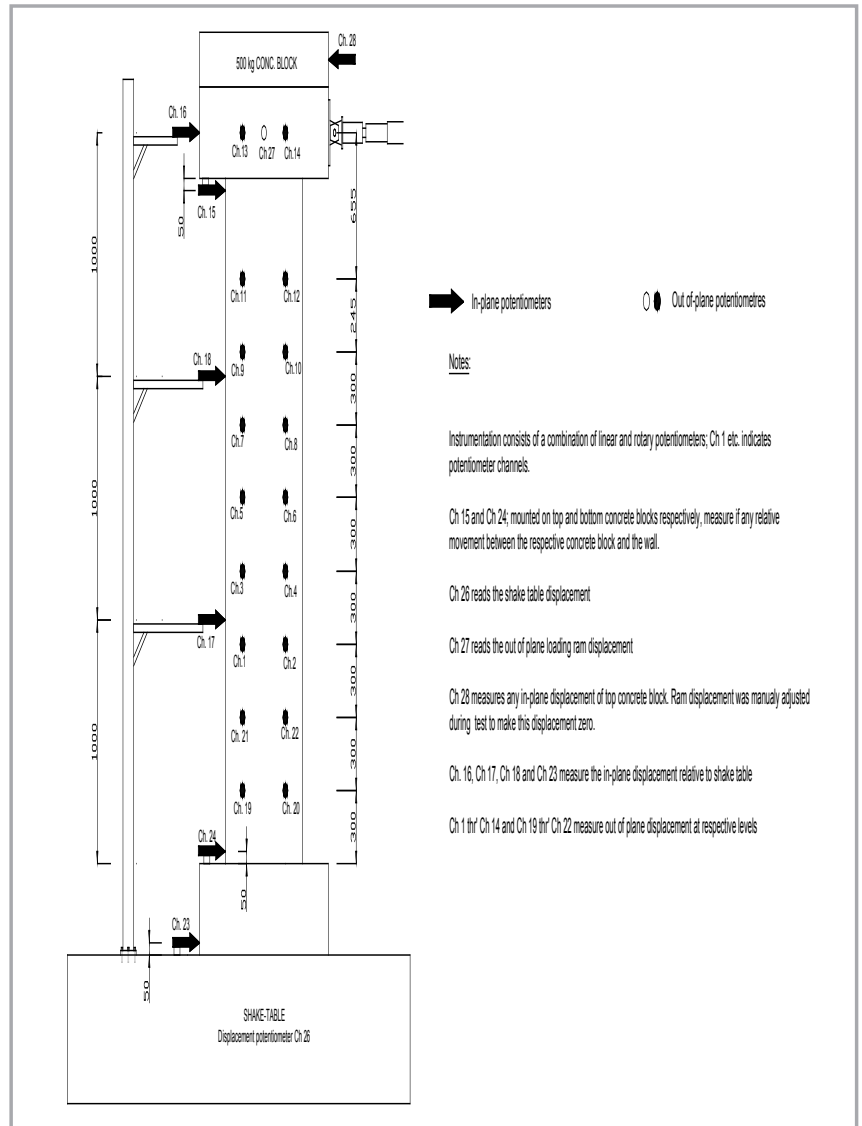 Ch. 28
500 kg CONC. BLOCK
Ch. 16
Ch.13
Ch 27
Ch.14
Ch. 15
50
655
1000
Ch.11
Ch.12
245
Ch. 18
Ch.9
Ch.10
300
Ch.7
Ch.8
300
1000
Ch.5
Ch.6
300
Ch.3
Ch.4
300
Ch. 17
Ch.1
Ch.2
300
1000
Ch. 21
Ch. 22
300
Ch. 19
Ch. 20
300
Ch. 24
50
Ch. 23
50
SHAKE-TABLE
Displacement potentiometer Ch 26
In-plane potentiometers
Out of-plane potentiometres
Notes:
Instrumentation consists of a combination of linear and rotary potentiometers; Ch 1 etc. indicates
potentiometer channels.
Ch 15 and Ch 24; mounted on top and bottom concrete blocks respectively, measure if any relative
movement between the respective concrete block and the wall.
Ch 26 reads the shake table displacement
Ch 27 reads the out of plane loading ram displacement
Ch 28 measures any in-plane displacement of top concrete block. Ram displacement was manualy adjusted
during test to make this displacement zero.
Ch. 16, Ch 17, Ch 18 and Ch 23 measure the in-plane displacement relative to shake table
Ch 1 thr' Ch 14 and Ch 19 thr' Ch 22 measure out of plane displacement at respective levels